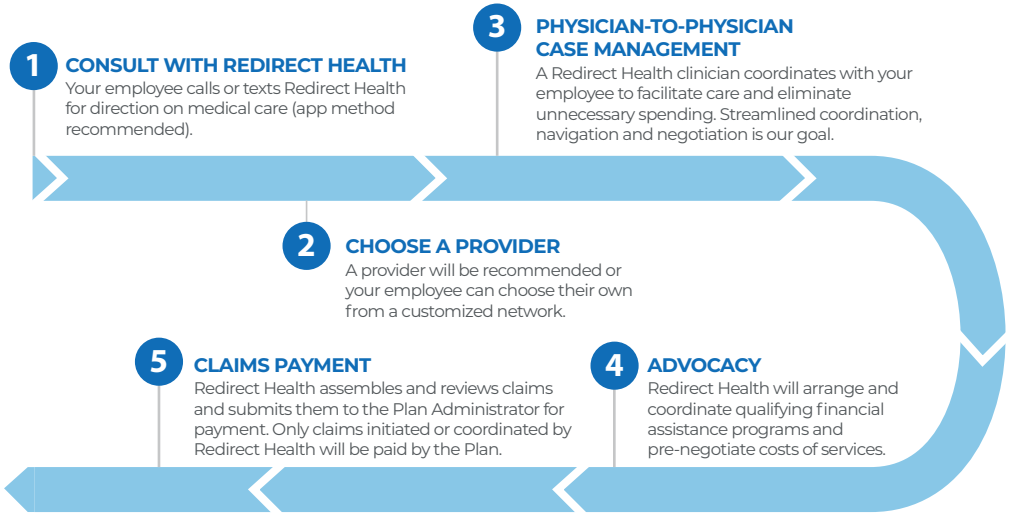 1
CONSULT WITH REDIRECT HEALTH
Your employee calls or texts Redirect Health
for direction on medical care (app method
recommended).
2
CHOOSE A PROVIDER
A provider will be recommended or
your employee can choose their own
from a customized network.
3
PHYSICIAN-TO-PHYSICIAN
CASE MANAGEMENT
A Redirect Health clinician coordinates with your
employee to facilitate care and eliminate
unnecessary spending. Streamlined coordination,
navigation and negotiation is our goal.
4
ADVOCACY
Redirect Health will arrange and
coordinate qualifying financial
assistance programs and
pre-negotiate costs of services.
5
CLAIMS PAYMENT
Redirect Health assembles and reviews claims
and submits them to the Plan Administrator for
payment. Only claims initiated or coordinated by
Redirect Health will be paid by the Plan.